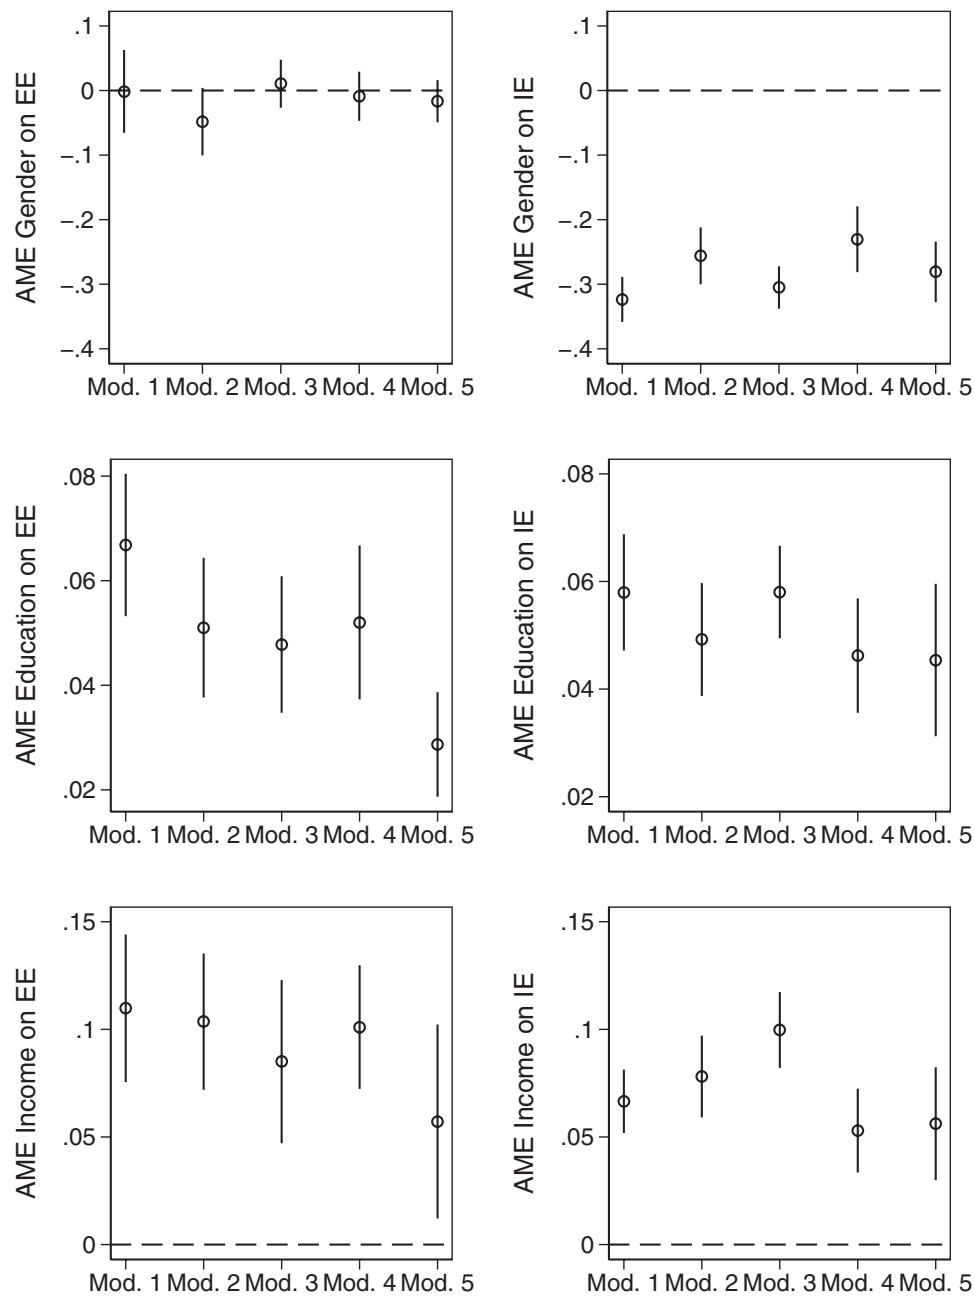 AME Gender on EE
.1
0
−.1
−.2
−.3
−.4
Mod. 1 Mod. 2 Mod. 3 Mod. 4 Mod. 5
AME Gender on IE
.1
0
−.1
−.2
−.3
−.4
Mod. 1 Mod. 2 Mod. 3 Mod. 4 Mod. 5
AME Education on EE
.08
.06
.04
.02
Mod. 1 Mod. 2 Mod. 3 Mod. 4 Mod. 5
AME Education on IE
.08
.06
.04
.02
Mod. 1 Mod. 2 Mod. 3 Mod. 4 Mod. 5
AME Income on EE
.15
.1
.05
0
Mod. 1 Mod. 2 Mod. 3 Mod. 4 Mod. 5
AME Income on IE
.15
.1
.05
0
Mod. 1 Mod. 2 Mod. 3 Mod. 4 Mod. 5